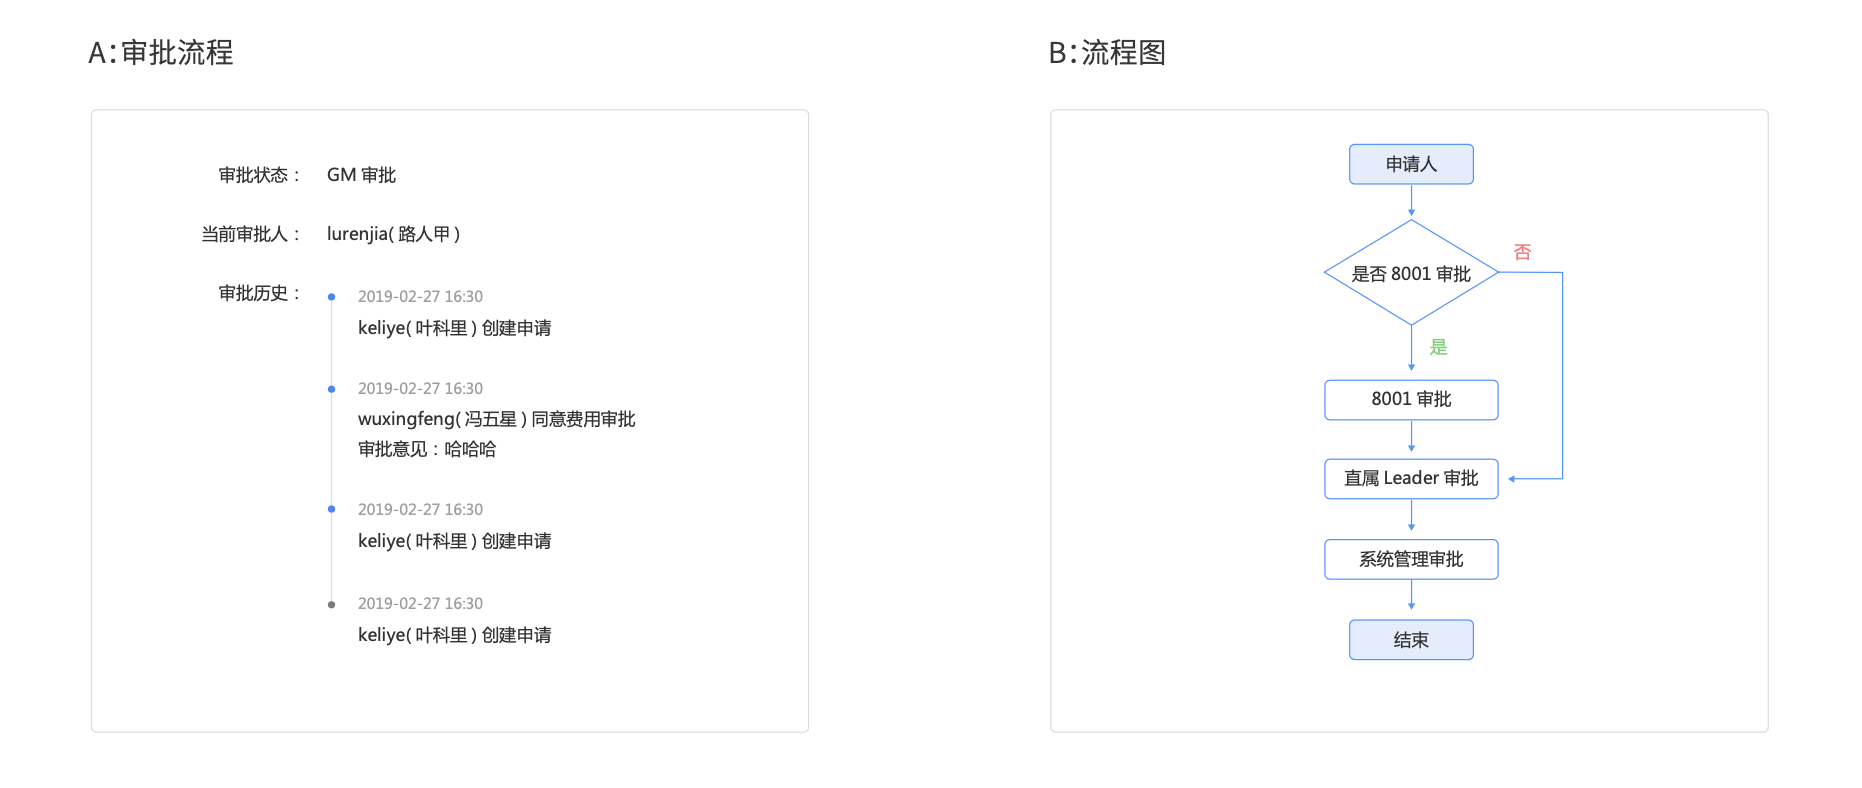 A:审批流程
审批状态：
GM 审批
当前审批人：
lurenjia( 路人甲 )
审批历史：
2019-02-27 16:30
keliye( 叶科里 ) 创建申请
2019-02-27 16:30
wuxingfeng( 冯五星 ) 同意费用审批
审批意见：哈哈哈
2019-02-27 16:30
keliye( 叶科里 ) 创建申请
2019-02-27 16:30
keliye( 叶科里 ) 创建申请
B:流程图
申请人
是否 8001 审批
否
是
8001 审批
直属 Leader 审批
系统管理审批
结束